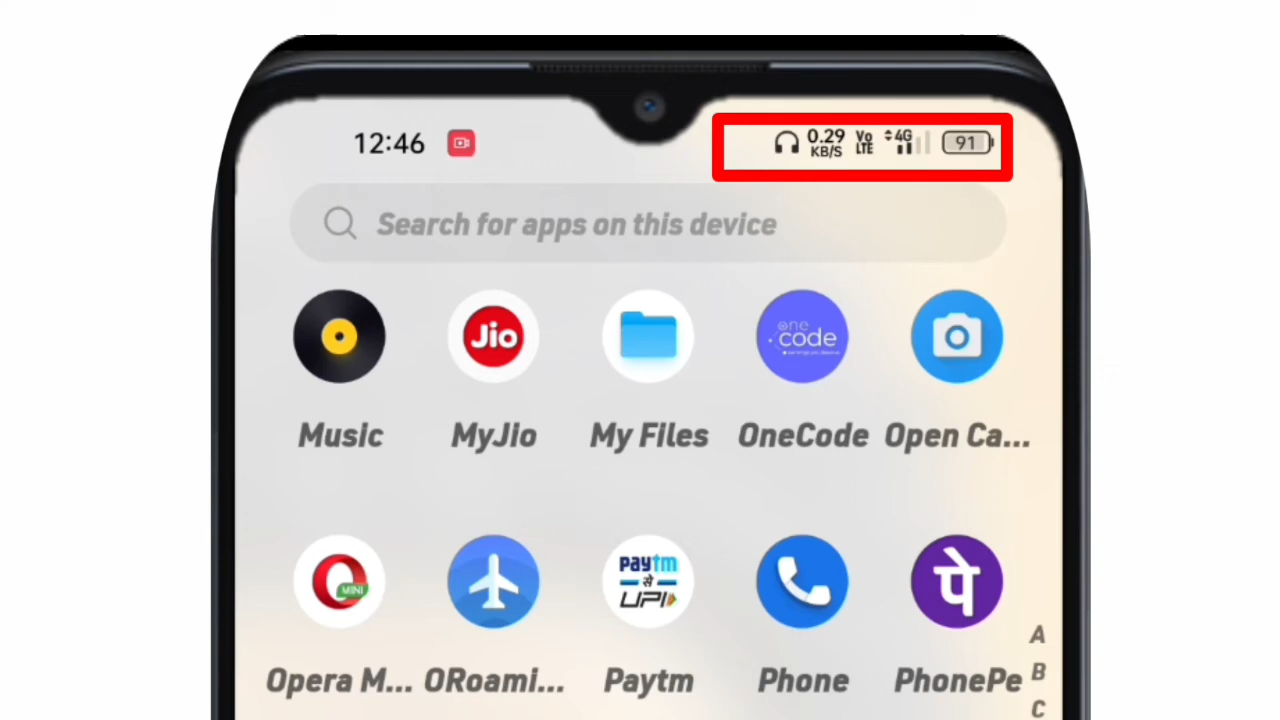 12:46
0.29
KB/S
Vo
LTE
4G
91
Search for apps on this device
Jio
one
code
Music
MyJio
My Files
OneCode
Open Ca...
MINI
paytm
से
UPI
पे
Opera M...
ORoami...
Paytm
Phone
PhonePe
A
B
C